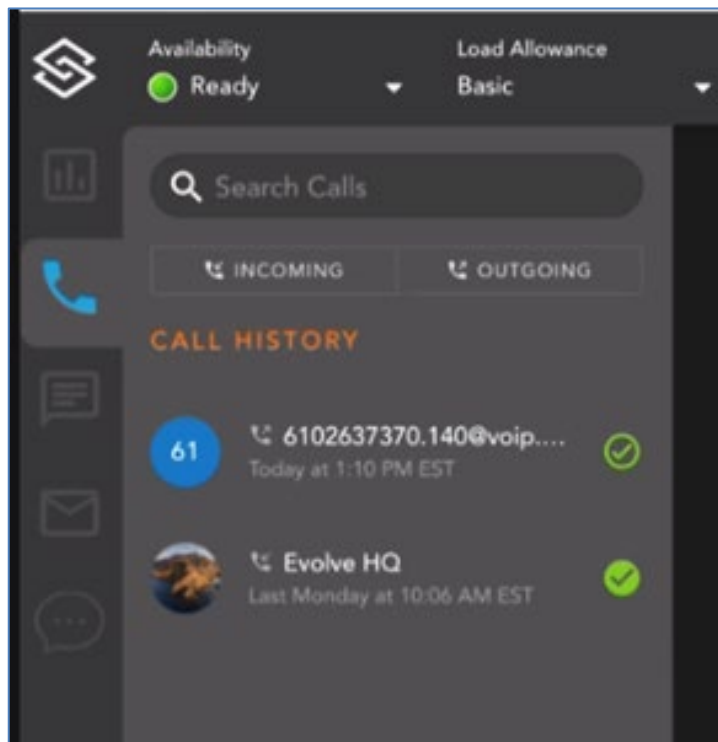 Availability
Load Allowance
Ready
Basic
Search Calls
INCOMING
OUTGOING
CALL HISTORY
61
6102637370.140@voip....
Today at 1:10 PM EST
Evolve HQ
Last Monday at 10:06 AM EST